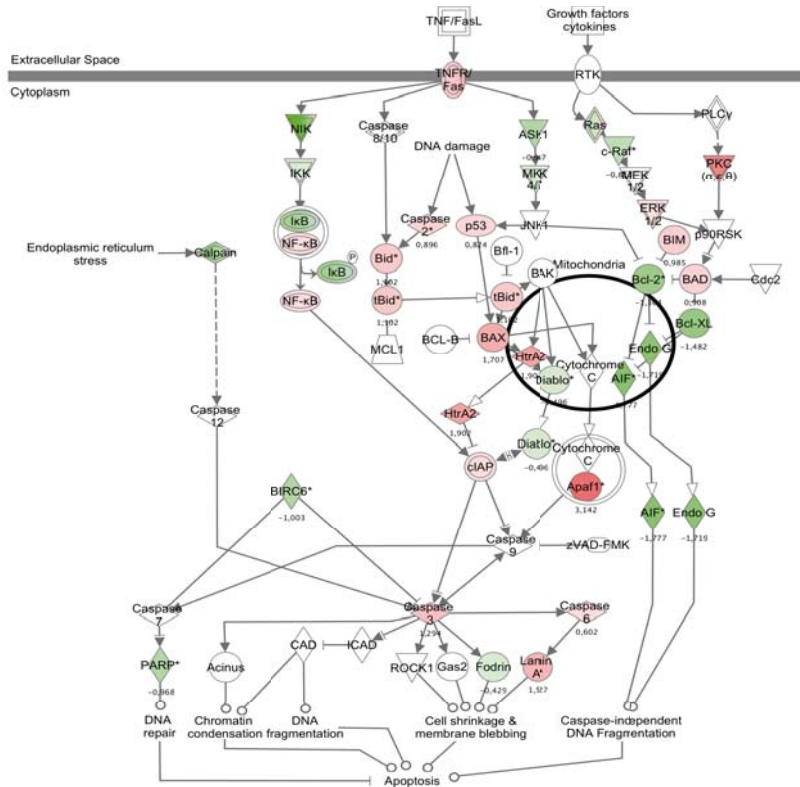 TNF/FasL
Growth factors
cytokines
Extracellular Space
Cytoplasm
TNFR/
Fas
RTK
NIK
Caspase
8/10
ASK1
Ras
PLCγ
c-Raf*
DNA damage
IKK
MKK
4/7
MEK
1/2
PKC
(α,ε,θ)
ERK
1/2
IκB
NF-κB
Caspase
2*
0,896
p53
0,824
JNK1
p90RSK
Endoplasmic reticulum
stress
Calpain
IκB
P
Bid*
1,102
Bfl-1
BAK
Mitochondria
BIM
0,985
Bcl-2*
BAD
0,908
Cdc2
NF-κB
tBid*
1,102
tBid*
MCL1
BCL-B
BAX
1,707
Bcl-XL
-1,482
HtrA2
Diablo*
Cytochrome
C
AIF*
Endo G
-1,719
Caspase
12
HtrA2
1,902
cIAP
Diablo*
-0,496
Cytochrome
C
Apaf1*
3,142
BIRC6*
-1,003
AIF*
-1,777
Endo G
-1,719
Caspase
9
zVAD-FMK
Caspase
7
Caspase
3
1,294
Caspase
6
0,602
PARP*
-0,968
Acinus
CAD
ICAD
ROCK1
Gas2
Fodrin
-0,429
Lamin
A*
DNA
repair
Chromatin
condensation
DNA
fragmentation
Cell shrinkage &
membrane blebbing
Caspase-independent
DNA Fragmentation
Apoptosis